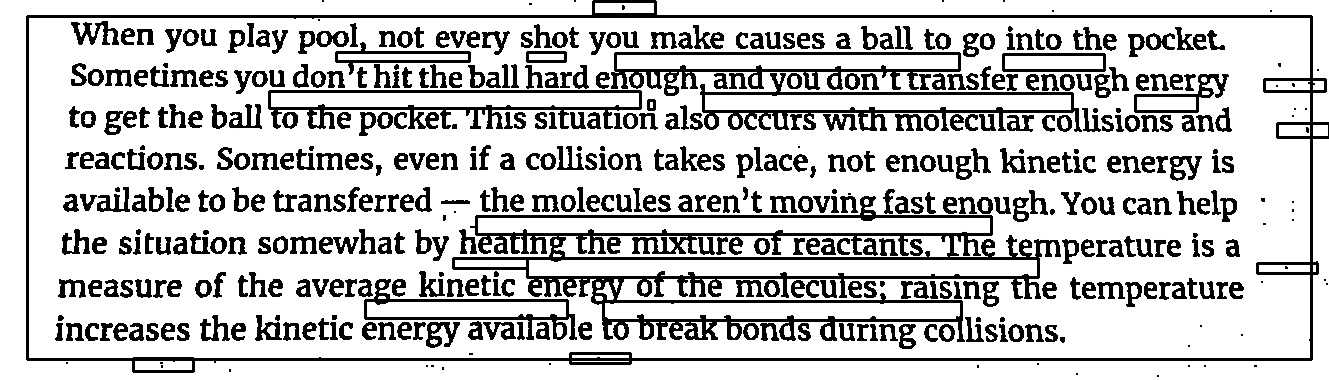 When you play pool, not every shot you make causes a ball to go into the pocket.
Sometimes you don't hit the ball hard enough, and you don't transfer enough energy
to get the ball to the pocket. This situation also occurs with molecular collisions and
reactions. Sometimes, even if a collision takes place, not enough kinetic energy is
available to be transferred — the molecules aren't moving fast enough. You can help
the situation somewhat by heating the mixture of reactants. The temperature is a
measure of the average kinetic energy of the molecules; raising the temperature
increases the kinetic energy available to break bonds during collisions.